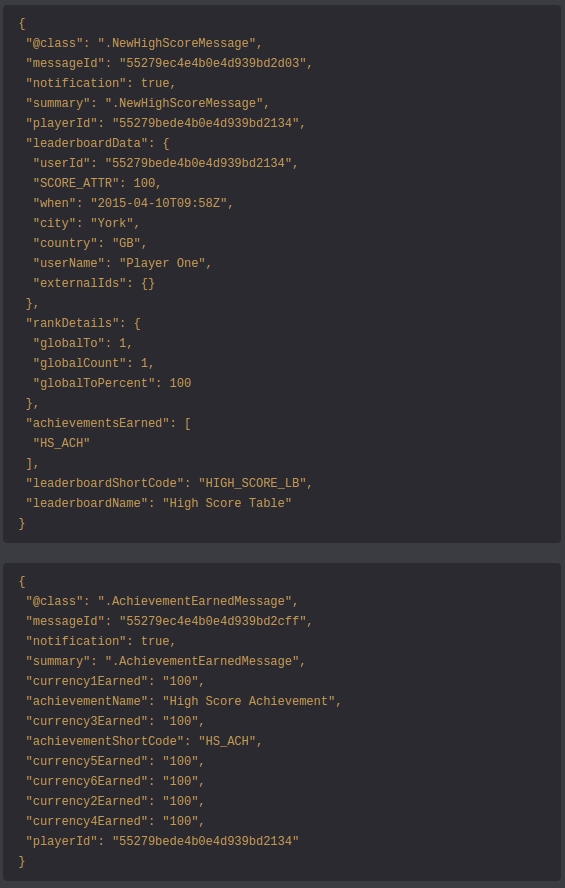 {
"@class": ".NewHighScoreMessage",
"messageId": "55279ec4e4b0e4d939bd2d03",
"notification": true,
"summary": ".NewHighScoreMessage",
"playerId": "55279bede4b0e4d939bd2134",
"leaderboardData": {
"userId": "55279bede4b0e4d939bd2134",
"SCORE_ATTR": 100,
"when": "2015-04-10T09:58Z",
"city": "York",
"country": "GB",
"userName": "Player One",
"externalIds": {}
},
"rankDetails": {
"globalTo": 1,
"globalCount": 1,
"globalToPercent": 100
},
"achievementsEarned": [
"HS_ACH"
],
"leaderboardShortCode": "HIGH_SCORE_LB",
"leaderboardName": "High Score Table"
}
{
"@class": ".AchievementEarnedMessage",
"messageId": "55279ec4e4b0e4d939bd2cff",
"notification": true,
"summary": ".AchievementEarnedMessage",
"currency1Earned": "100",
"achievementName": "High Score Achievement",
"currency3Earned": "100",
"achievementShortCode": "HS_ACH",
"currency5Earned": "100",
"currency6Earned": "100",
"currency2Earned": "100",
"currency4Earned": "100",
"playerId": "55279bede4b0e4d939bd2134"
}